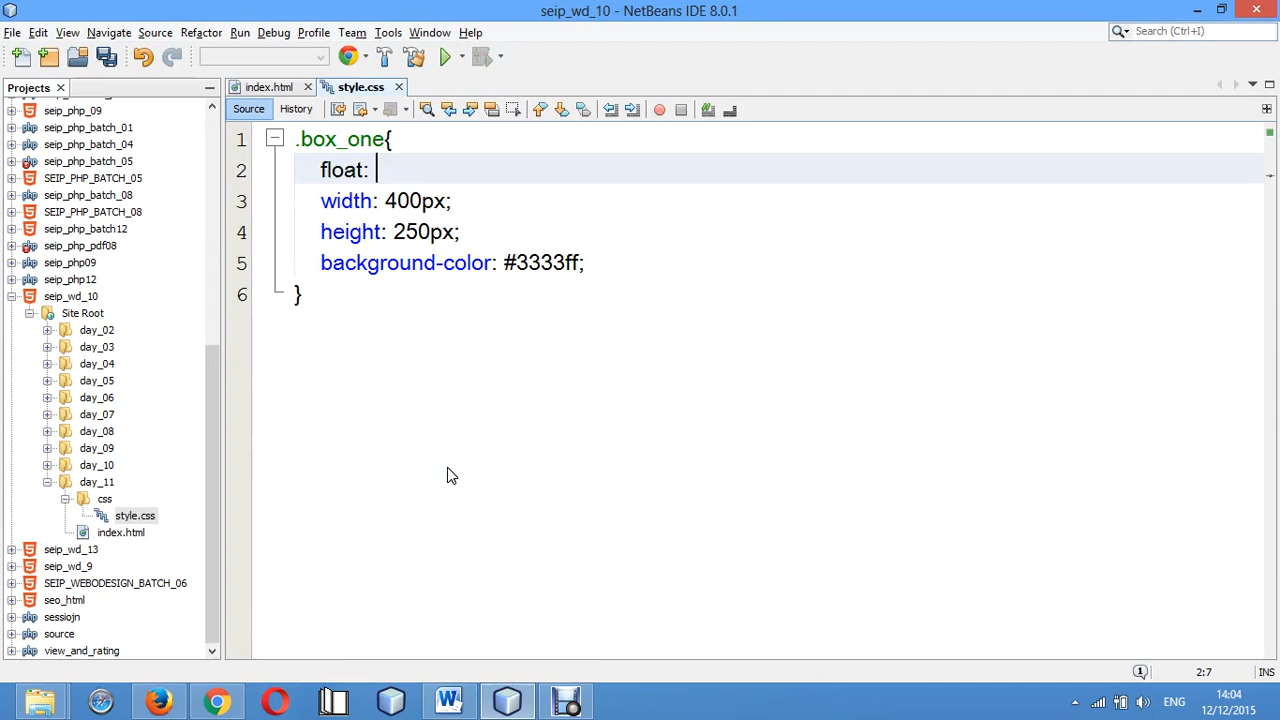 seip_wd_10 - NetBeans IDE 8.0.1
File Edit View Navigate Source Refactor Run Debug Profile Team Tools Window Help
Search (Ctrl+I)
Projects
index.html
style.css
Source
History
seip_php_09
seip_php_batch_01
seip_php_batch_04
seip_php_batch_05
SEIP_PHP_BATCH_05
seip_php_batch_08
SEIP_PHP_BATCH_08
seip_php_batch12
seip_php_pdf08
seip_php09
seip_php12
seip_wd_10
Site Root
day_02
day_03
day_04
day_05
day_06
day_07
day_08
day_09
day_10
day_11
css
style.css
index.html
seip_wd_13
seip_wd_9
SEIP_WEBODESIGN_BATCH_06
seo_html
sessiojn
source
view_and_rating
1 .box_one{
2 float:
3 width: 400px;
4 height: 250px;
5 background-color: #3333ff;
6 }
1
2:7
INS
ENG
14:04
12/12/2015